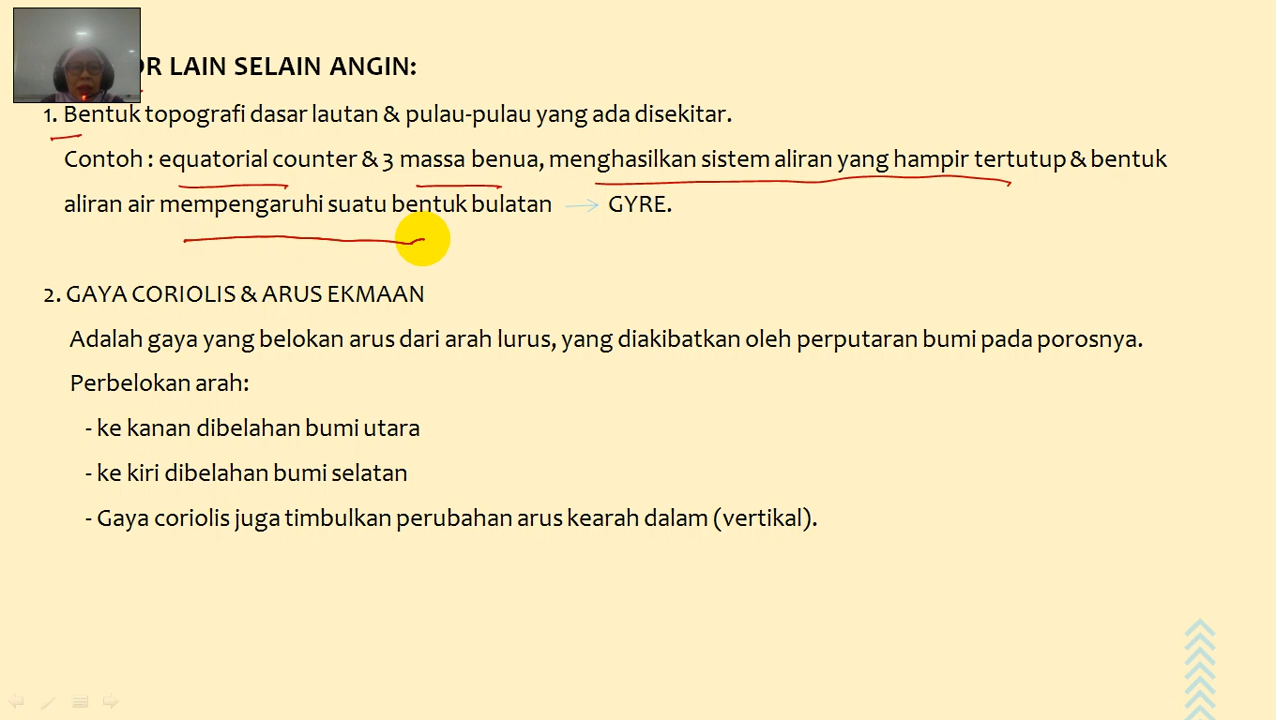 OR LAIN SELAIN ANGIN:
1. Bentuk topografi dasar lautan & pulau-pulau yang ada disekitar.
Contoh : equatorial counter & 3 massa benua, menghasilkan sistem aliran yang hampir tertutup & bentuk
aliran air mempengaruhi suatu bentuk bulatan → GYRE.
2. GAYA CORIOLIS & ARUS EKMAAN
Adalah gaya yang belokan arus dari arah lurus, yang diakibatkan oleh perputaran bumi pada porosnya.
Perbelokan arah:
- ke kanan dibelahan bumi utara
- ke kiri dibelahan bumi selatan
- Gaya coriolis juga timbulkan perubahan arus kearah dalam (vertikal).